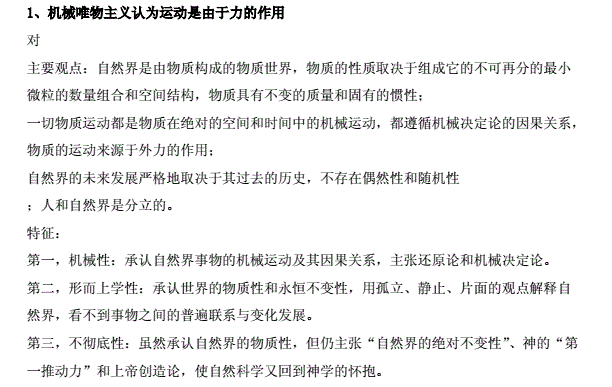 1、机械唯物主义认为运动是由于力的作用
对
主要观点：自然界是由物质构成的物质世界，物质的性质取决于组成它的不可再分的最小
微粒的数量组合和空间结构，物质具有不变的质量和固有的惯性；
一切物质运动都是物质在绝对的空间和时间中的机械运动，都遵循机械决定论的因果关系，
物质的运动来源于外力的作用；
自然界的未来发展严格地取决于其过去的历史，不存在偶然性和随机性
；人和自然界是分立的。
特征：
第一，机械性：承认自然界事物的机械运动及其因果关系，主张还原论和机械决定论。
第二，形而上学性：承认世界的物质性和永恒不变性，用孤立、静止、片面的观点解释自
然界，看不到事物之间的普遍联系与变化发展。
第三，不彻底性：虽然承认自然界的物质性，但仍主张“自然界的绝对不变性”、神的“第
一推动力”和上帝创造论，使自然科学又回到神学的怀抱。